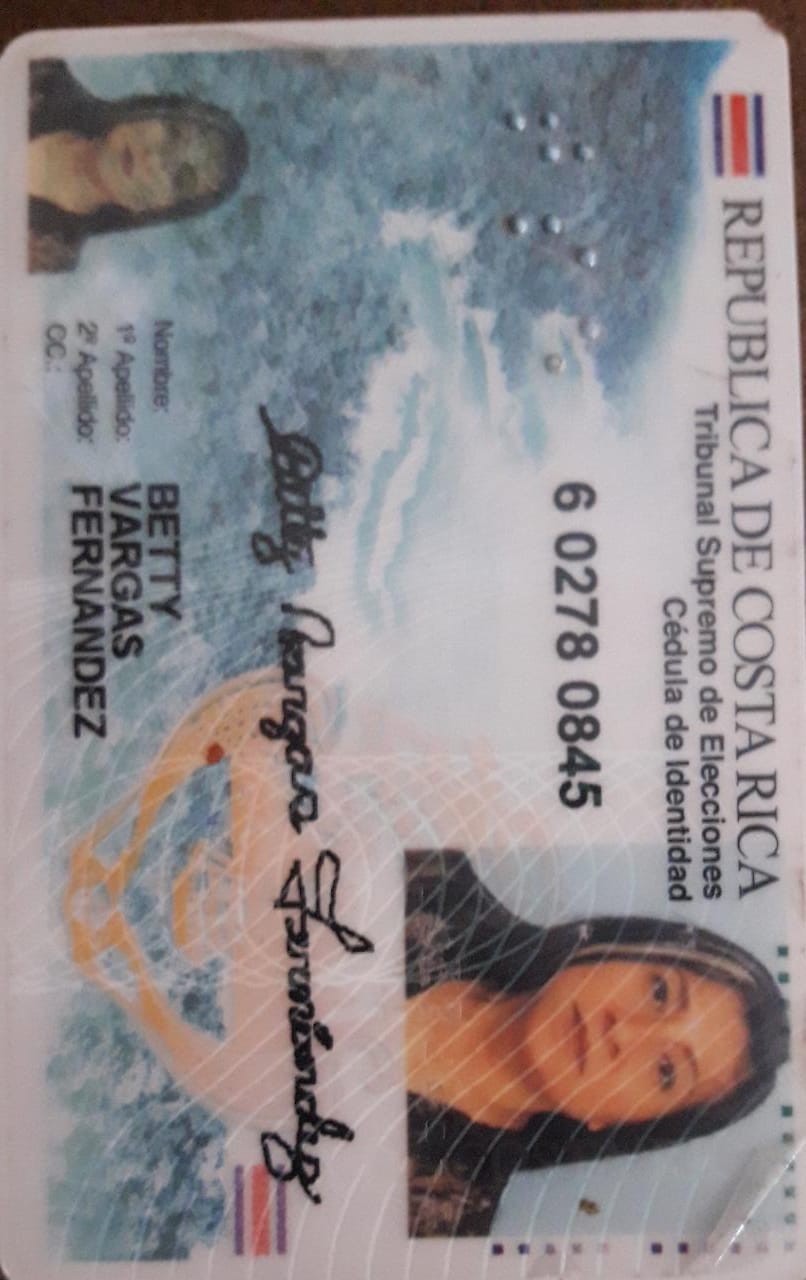 REPUBLICA DE COSTA RICA
Tribunal Supremo de Elecciones
Cédula de Identidad
6 0278 0845
Betty Vargas Fernández
Nombre: BETTY
1º Apellido: VARGAS
2º Apellido: FERNANDEZ
CC.: